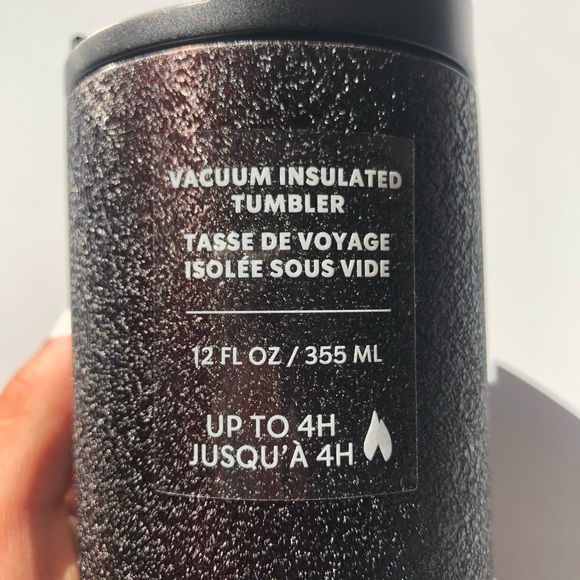 VACUUM INSULATED
TUMBLER
TASSE DE VOYAGE
ISOLÉE SOUS VIDE
12 FL OZ / 355 ML
UP TO 4H
JUSQU'À 4H